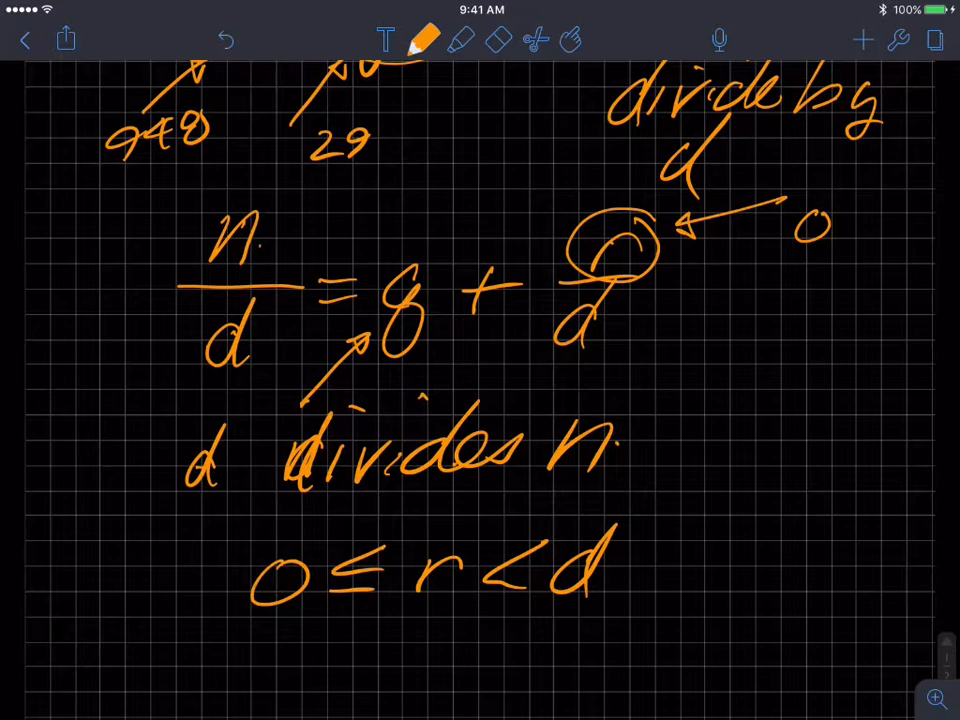 9:41 AM
100%
divide by
948
29
d
n/d = q + r/d
0
d divides n.
0 ≤ r < d